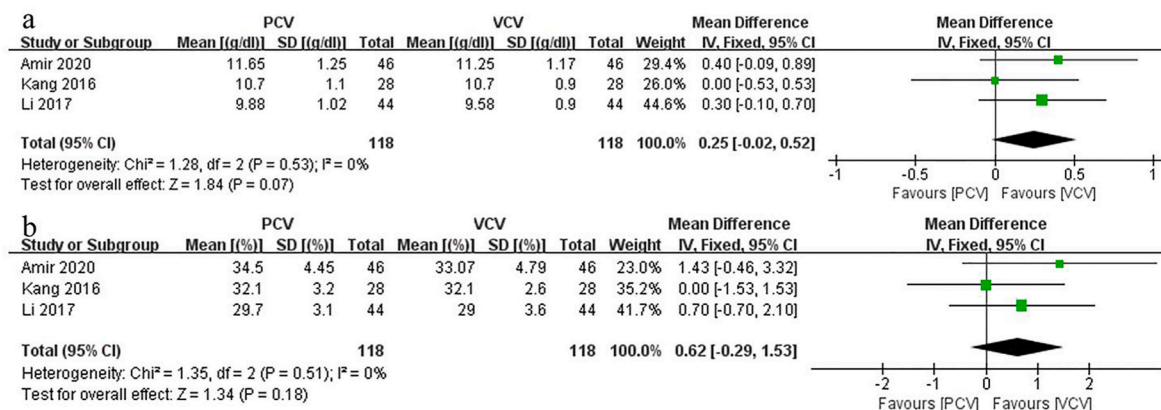 a
PCV VCV Mean Difference Mean Difference
Study or Subgroup Mean [(g/dl)] SD [(g/dl)] Total Mean [(g/dl)] SD [(g/dl)] Total Weight IV, Fixed, 95% CI IV, Fixed, 95% CI
Amir 2020 11.65 1.25 46 11.25 1.17 46 29.4% 0.40 [-0.09, 0.89]
Kang 2016 10.7 1.1 28 10.7 0.9 28 26.0% 0.00 [-0.53, 0.53]
Li 2017 9.88 1.02 44 9.58 0.9 44 44.6% 0.30 [-0.10, 0.70]
Total (95% CI) 118 118 100.0% 0.25 [-0.02, 0.52]
Heterogeneity: Chi² = 1.28, df = 2 (P = 0.53); I² = 0%
Test for overall effect: Z = 1.84 (P = 0.07)
-1 -0.5 0 0.5 1
Favours [PCV] Favours [VCV]
b
PCV VCV Mean Difference Mean Difference
Study or Subgroup Mean [(%)] SD [(%)] Total Mean [(%)] SD [(%)] Total Weight IV, Fixed, 95% CI IV, Fixed, 95% CI
Amir 2020 34.5 4.45 46 33.07 4.79 46 23.0% 1.43 [-0.46, 3.32]
Kang 2016 32.1 3.2 28 32.1 2.6 28 35.2% 0.00 [-1.53, 1.53]
Li 2017 29.7 3.1 44 29 3.6 44 41.7% 0.70 [-0.70, 2.10]
Total (95% CI) 118 118 100.0% 0.62 [-0.29, 1.53]
Heterogeneity: Chi² = 1.35, df = 2 (P = 0.51); I² = 0%
Test for overall effect: Z = 1.34 (P = 0.18)
-2 -1 0 1 2
Favours [PCV] Favours [VCV]